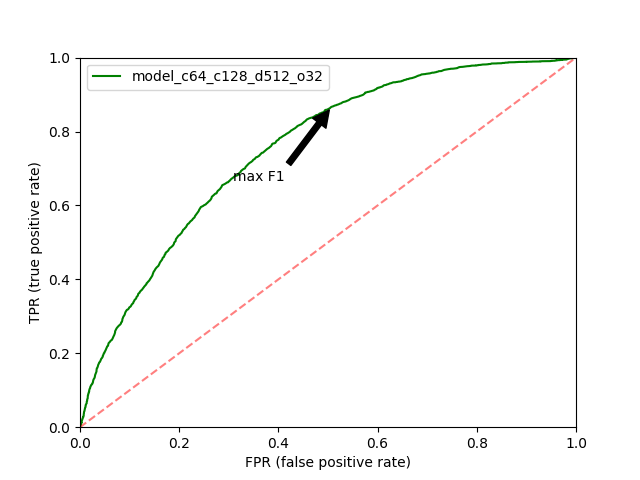 model_c64_c128_d512_o32
1.0
0.8
0.6
0.4
0.2
0.0
TPR (true positive rate)
max F1
0.0 0.2 0.4 0.6 0.8 1.0
FPR (false positive rate)